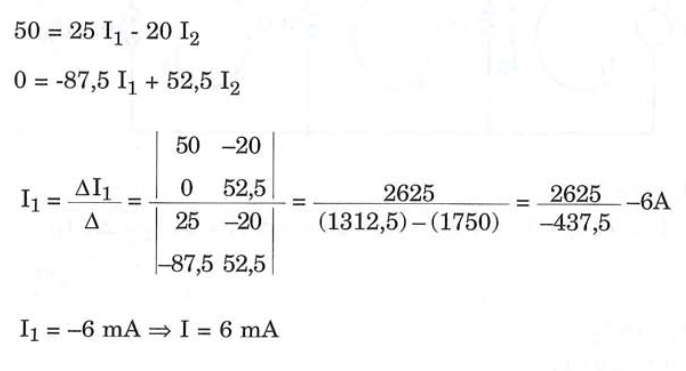 50 = 25 I₁ - 20 I₂
0 = -87,5 I₁ + 52,5 I₂
50 –20
0 52,5
I₁ = ΔI₁ / Δ = = 2625 / (1312,5) – (1750) = 2625 / –437,5 –6A
25 –20
–87,5 52,5
I₁ = –6 mA ⇒ I = 6 mA